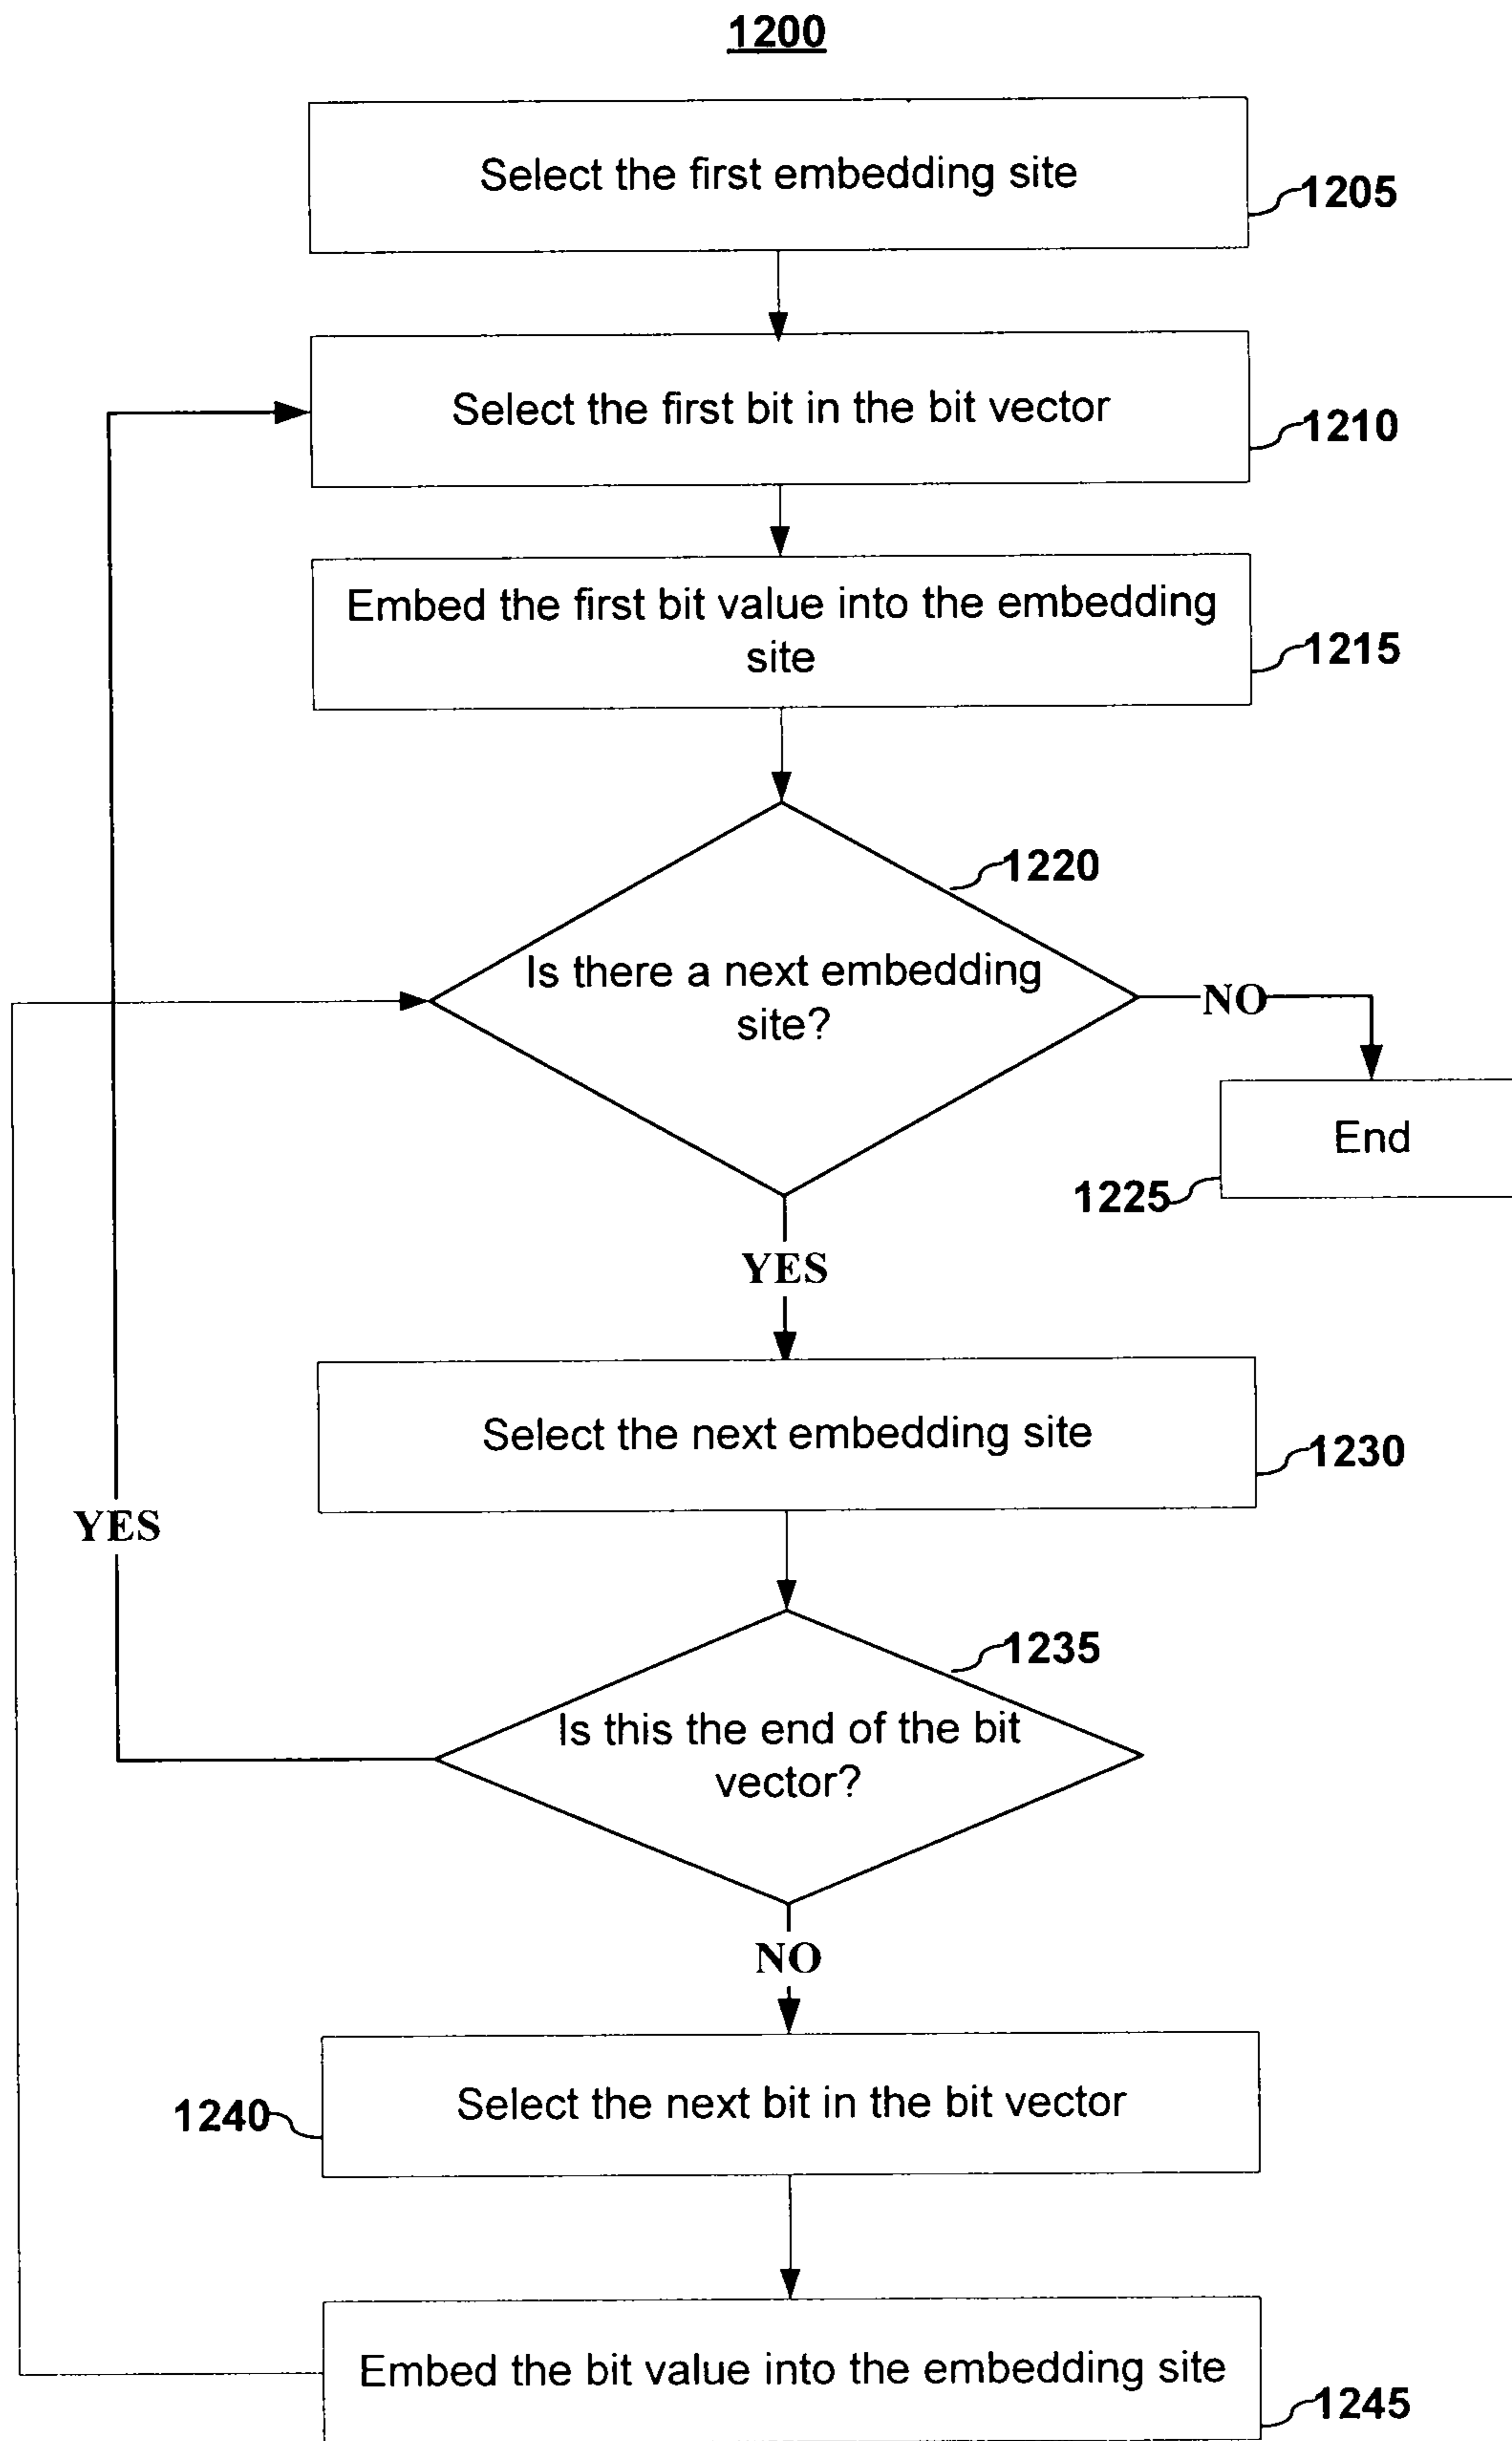 1200
Select the first embedding site
1205
Select the first bit in the bit vector
1210
Embed the first bit value into the embedding
site
1215
1220
Is there a next embedding
site?
NO
End
1225
YES
Select the next embedding site
1230
YES
1235
Is this the end of the bit
vector?
NO
Select the next bit in the bit vector
1240
Embed the bit value into the embedding site
1245